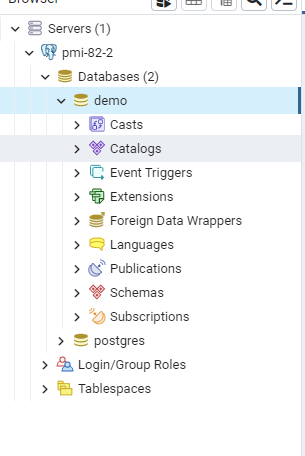 Browser
Servers (1)
pmi-82-2
Databases (2)
demo
Casts
Catalogs
Event Triggers
Extensions
Foreign Data Wrappers
Languages
Publications
Schemas
Subscriptions
postgres
Login/Group Roles
Tablespaces